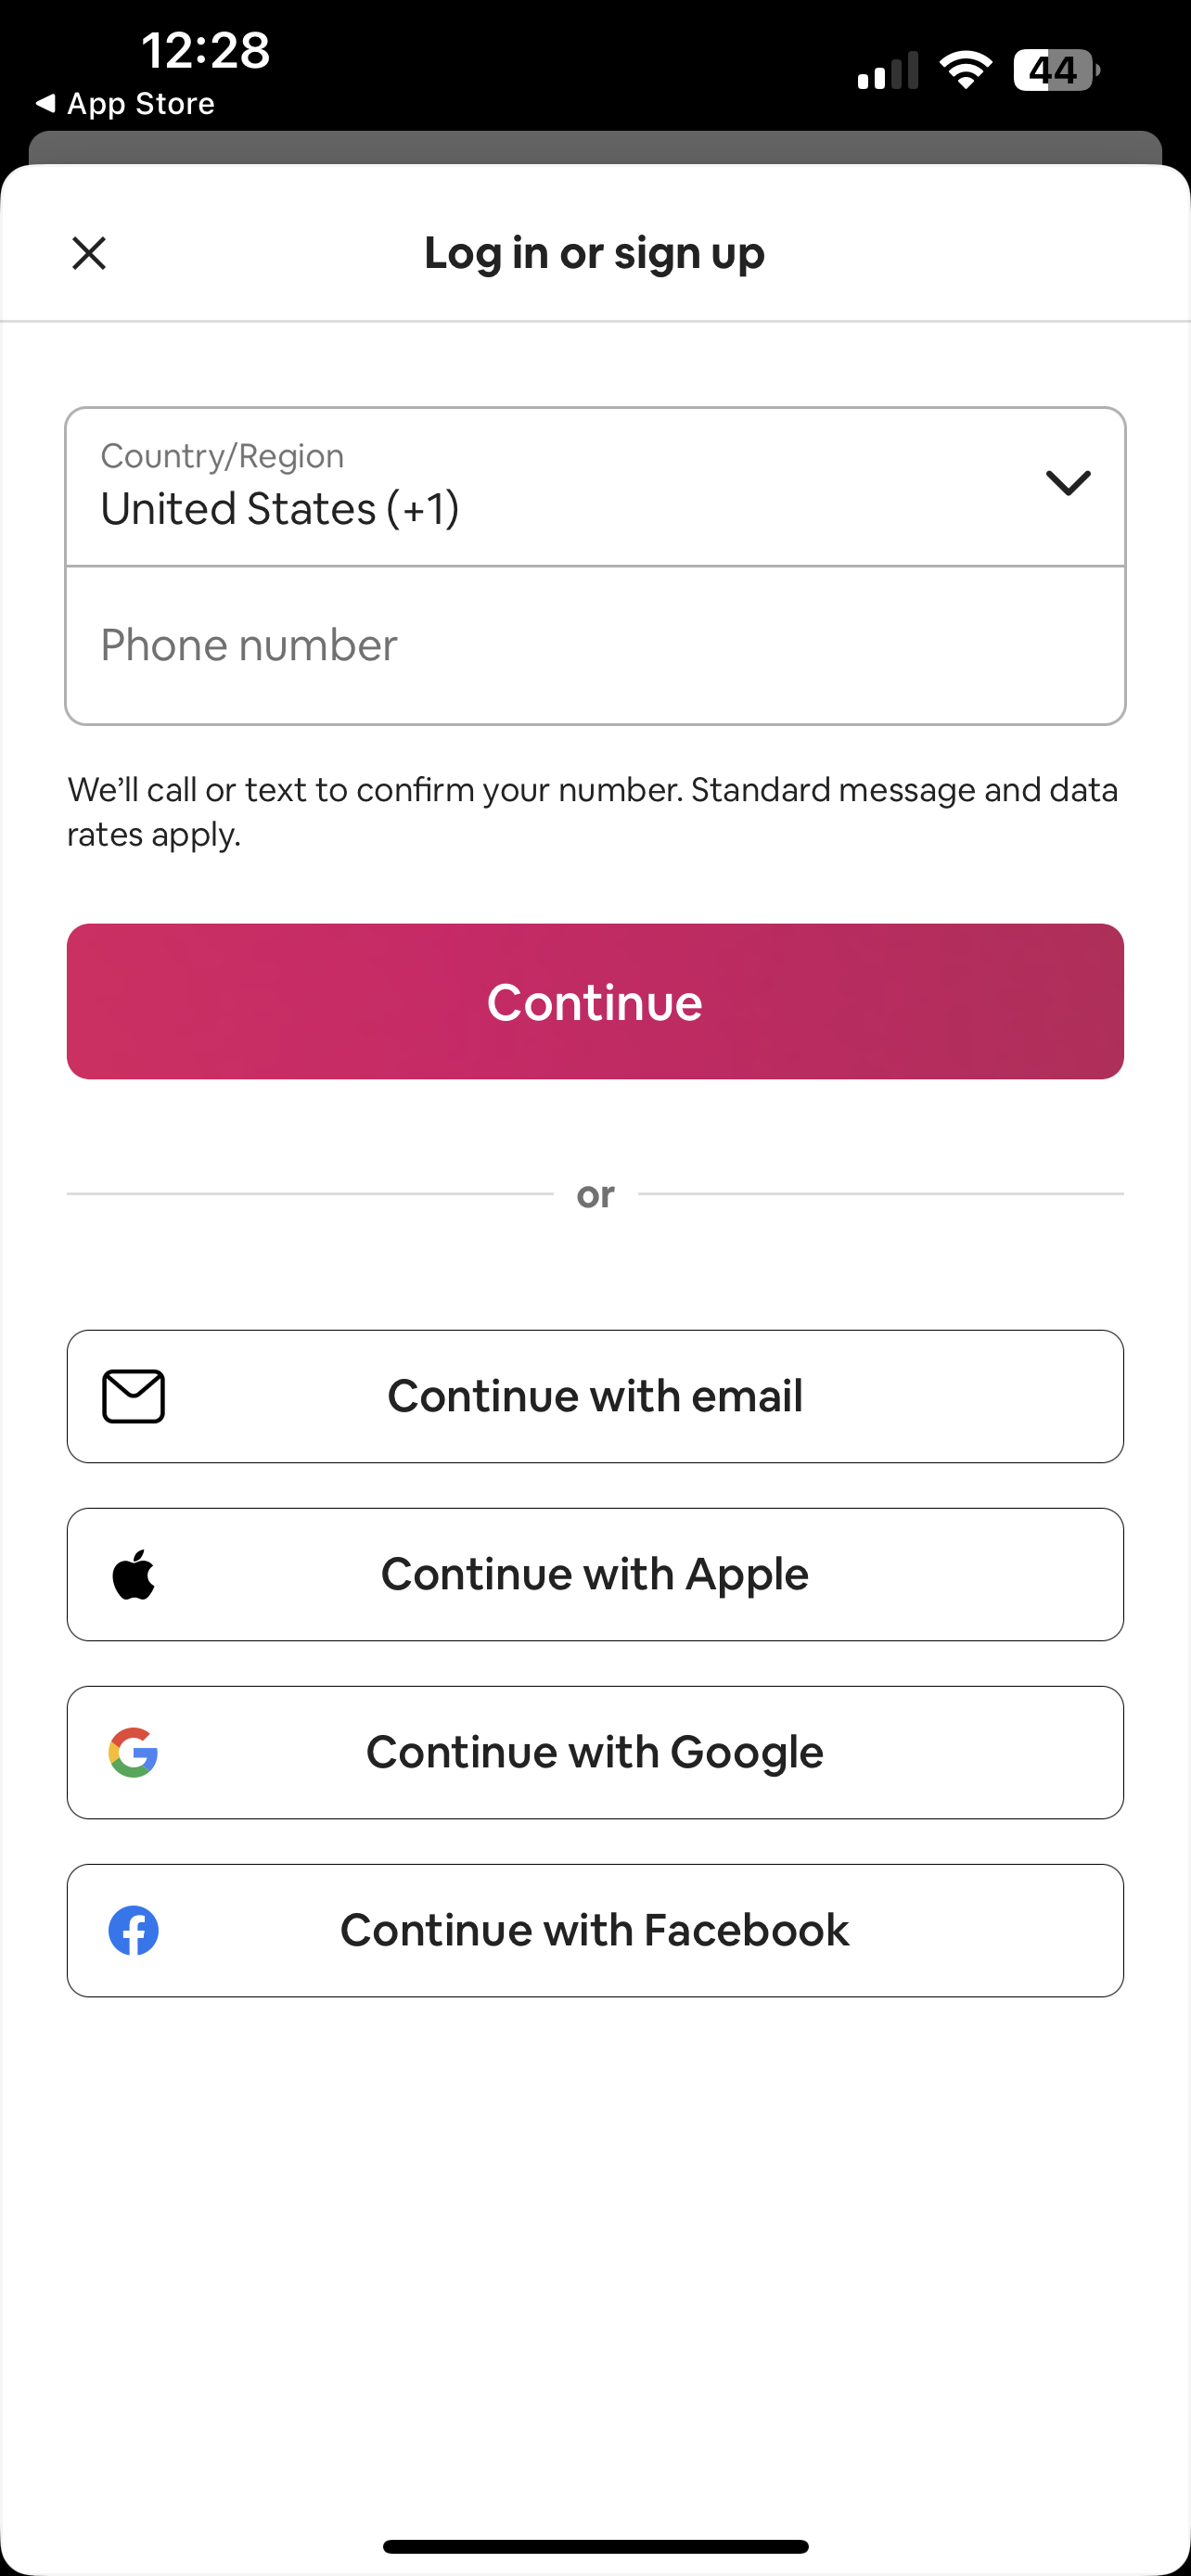 12:28
44
◀ App Store
Log in or sign up
Country/Region
United States (+1)
Phone number
We’ll call or text to confirm your number. Standard message and data
rates apply.
Continue
or
Continue with email
Continue with Apple
Continue with Google
Continue with Facebook